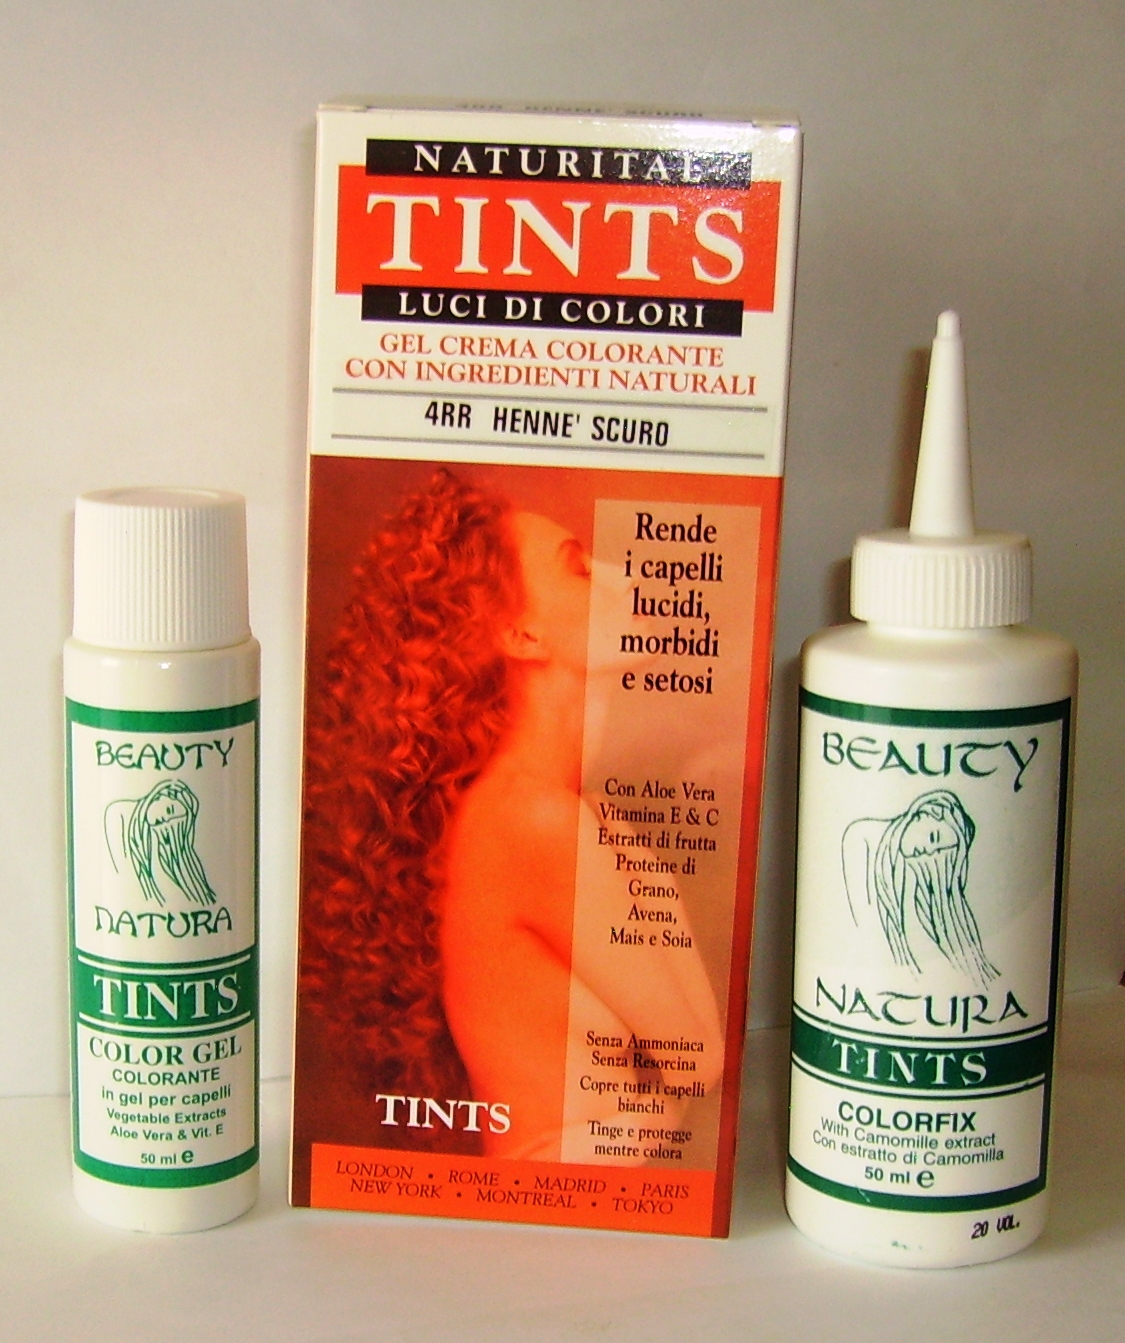 4RR HENNE' SCURO
NATURITAL
TINTS
LUCI DI COLORI
GEL CREMA COLORANTE
CON INGREDIENTI NATURALI
4RR HENNE' SCURO
Rende
i capelli
lucidi,
morbidi
e setosi
Con Aloe Vera
Vitamina E & C
Estratti di frutta
Proteine di
Grano,
Avena,
Mais e Soia
Senza Ammoniaca
Senza Resorcina
Copre tutti i capelli
bianchi
Tinge e protegge
mentre colora
TINTS
LONDON • ROME • MADRID • PARIS
NEW YORK • MONTREAL • TOKYO
BEAUTY
NATURA
TINTS
COLOR GEL
COLORANTE
in gel per capelli
Vegetable Extracts
Aloe Vera & Vit. E
50 ml e
BEAUTY
NATURA
TINTS
COLORFIX
With Camomille extract
Con estratto di Camomilla
50 ml e
20 VOL.